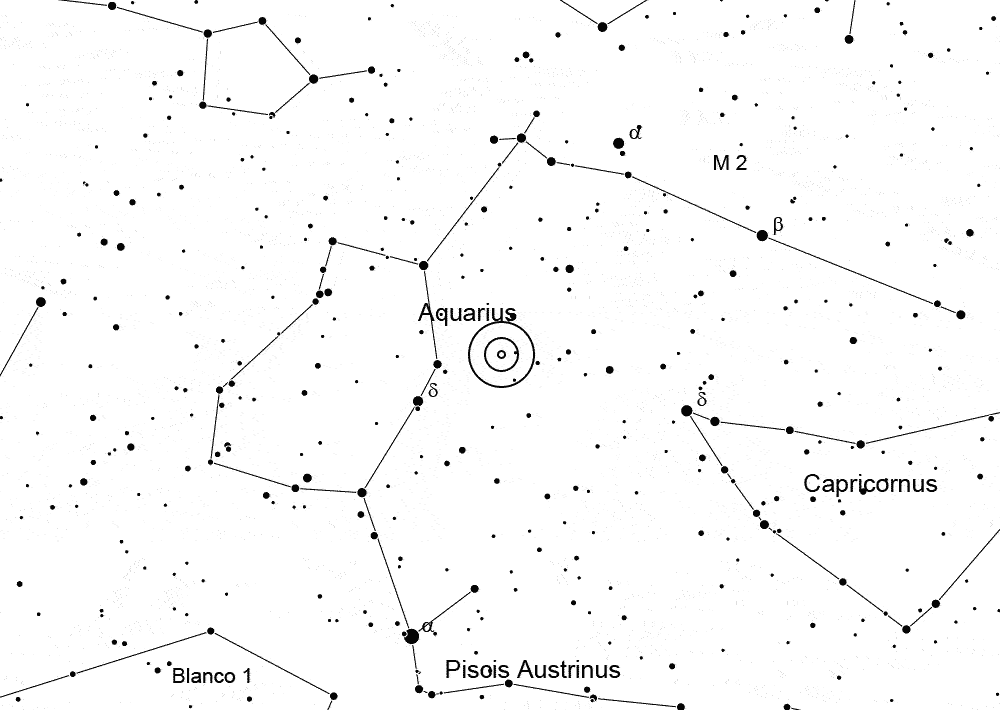 α
M 2
β
Aquarius
δ
δ
Capricornus
α
Pisois Austrinus
Blanco 1